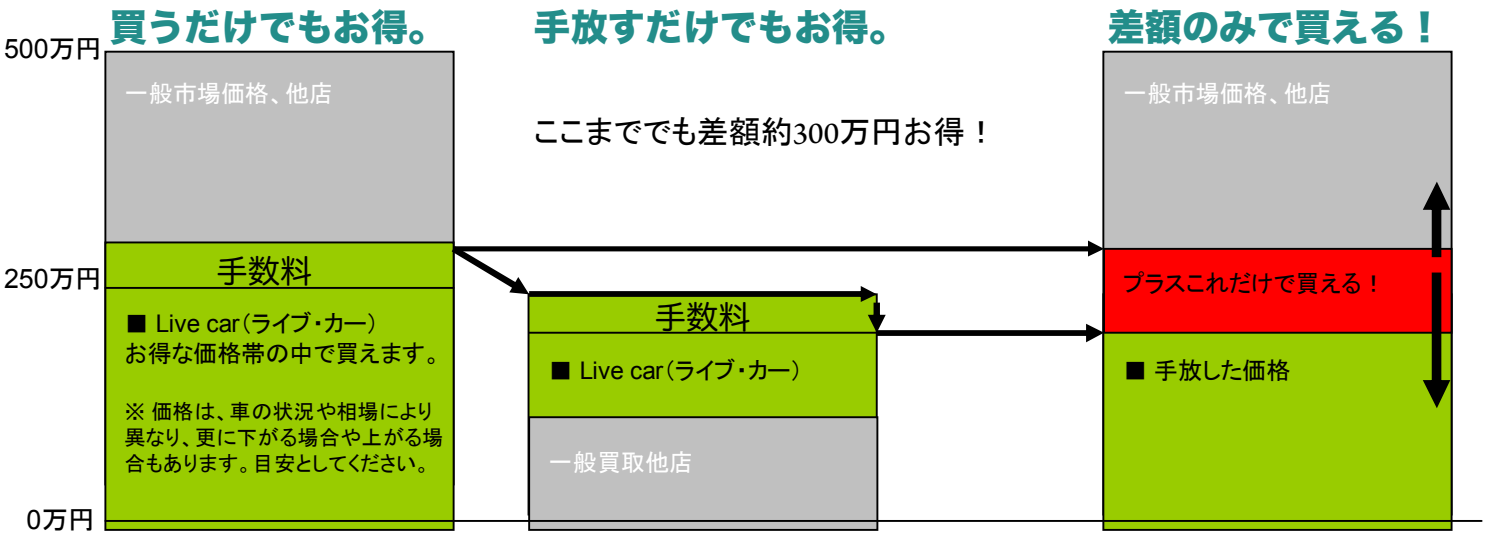 買うだけでもお得。
手放すだけでもお得。
差額のみで買える！
500万円
一般市場価格、他店
ここまででも差額約300万円お得！
一般市場価格、他店
250万円
手数料
■ Live car（ライブ・カー）
お得な価格帯の中で買えます。
※ 価格は、車の状況や相場により
異なり、更に下がる場合や上がる場
合もあります。目安としてください。
手数料
■ Live car（ライブ・カー）
一般買取他店
プラスこれだけで買える！
■ 手放した価格
0万円